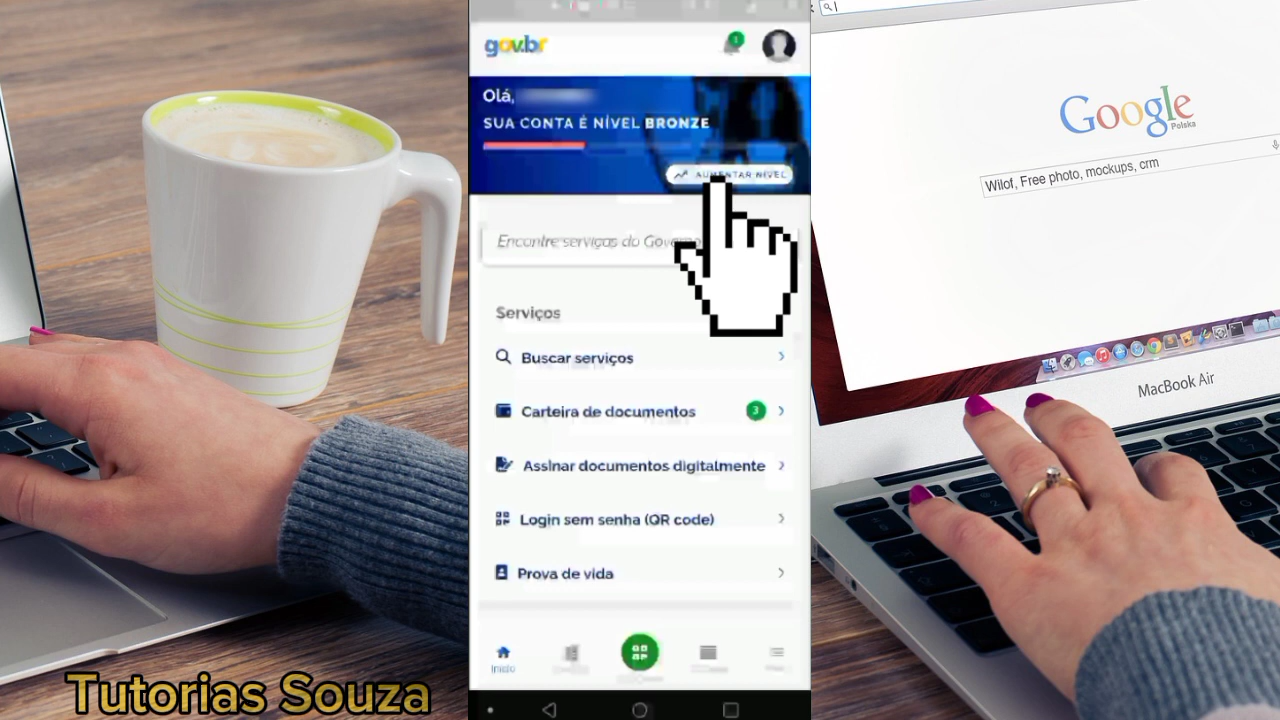 gov.br
1
Olá,
SUA CONTA É NÍVEL BRONZE
AUMENTAR NÍVEL
Encontre serviços do Governo
Serviços
Buscar serviços
Carteira de documentos
3
Assinar documentos digitalmente
Login sem senha (QR code)
Prova de vida
Início
Tutorias Souza
Google
Polska
Wilof, Free photo, mockups, crm
MacBook Air